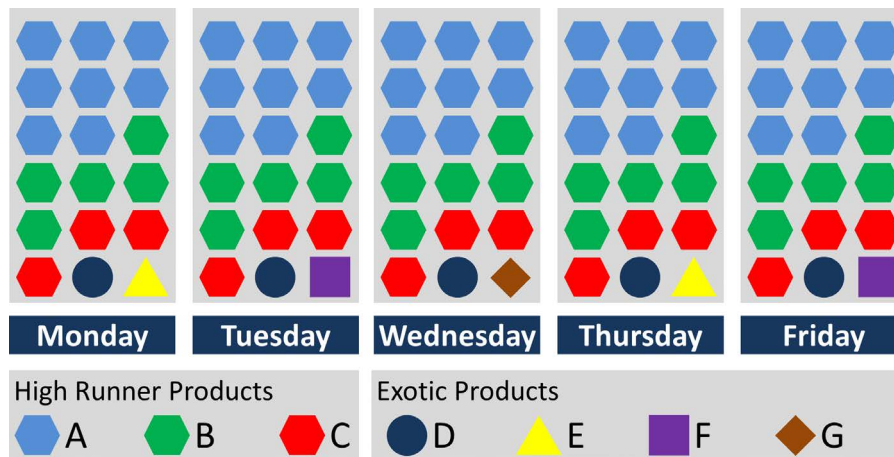 Monday Tuesday Wednesday Thursday Friday
High Runner Products
A B C
Exotic Products
D E F G